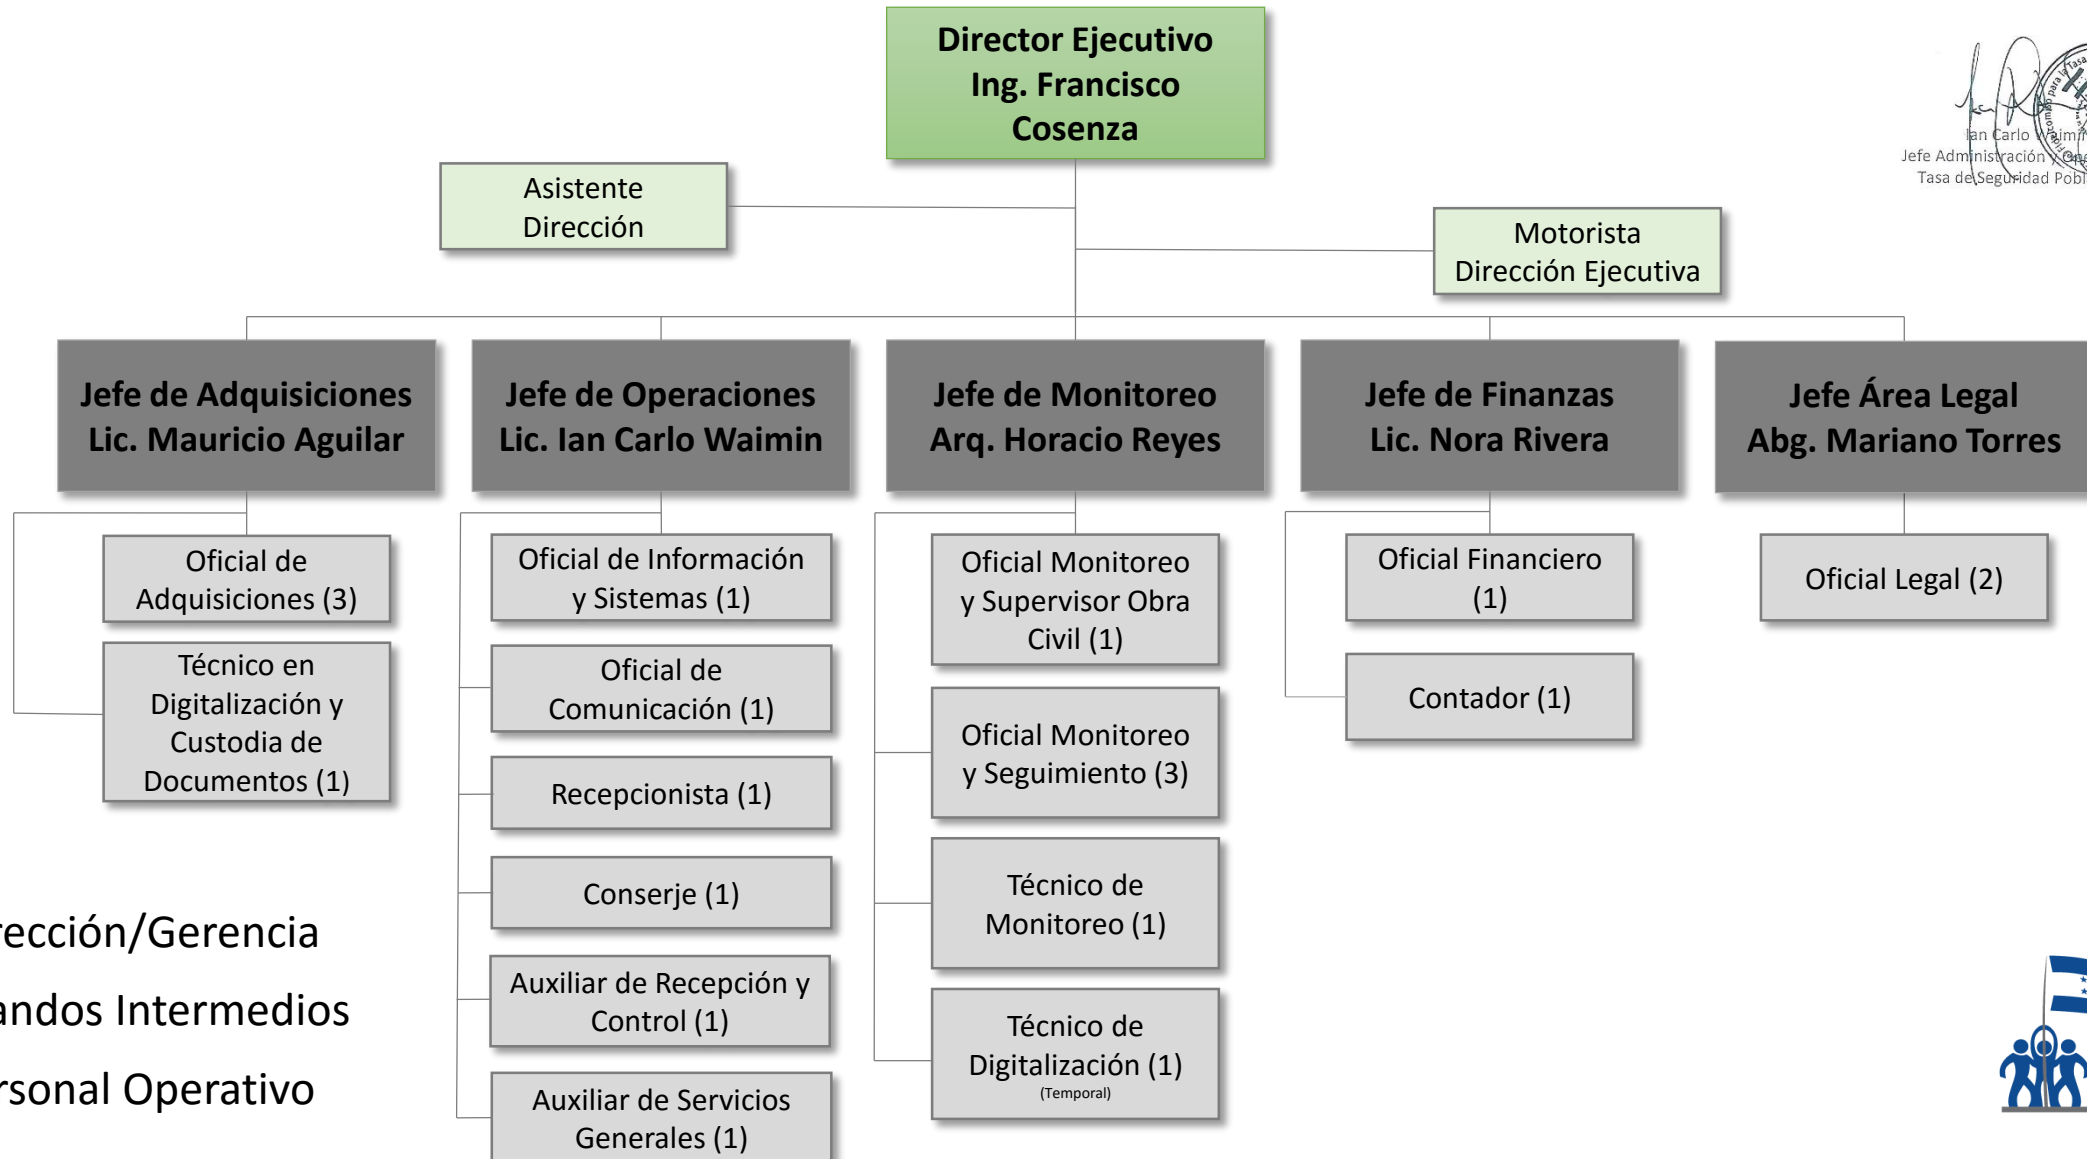 Director Ejecutivo
Ing. Francisco
Cosenza
Ian Carlo
Jefe Administración y
Tasa de Seguridad
Asistente
Dirección
Motorista
Dirección Ejecutiva
Jefe de Adquisiciones
Lic. Mauricio Aguilar
Jefe de Operaciones
Lic. Ian Carlo Waimin
Jefe de Monitoreo
Arq. Horacio Reyes
Jefe de Finanzas
Lic. Nora Rivera
Jefe Área Legal
Abg. Mariano Torres
Oficial de
Adquisiciones (3)
Técnico en
Digitalización y
Custodia de
Documentos (1)
Oficial de Información
y Sistemas (1)
Oficial de
Comunicación (1)
Recepcionista (1)
Conserje (1)
Auxiliar de Recepción y
Control (1)
Auxiliar de Servicios
Generales (1)
Oficial Monitoreo
y Supervisor Obra
Civil (1)
Oficial Monitoreo
y Seguimiento (3)
Técnico de
Monitoreo (1)
Técnico de
Digitalización (1)
(Temporal)
Oficial Financiero
(1)
Contador (1)
Oficial Legal (2)
rección/Gerencia
andos Intermedios
rsonal Operativo